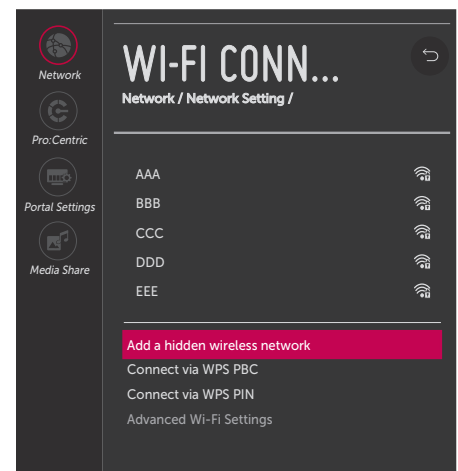 Network
Pro:Centric
Portal Settings
Media Share
WI-FI CONN...
Network / Network Setting /
AAA
BBB
CCC
DDD
EEE
Add a hidden wireless network
Connect via WPS PBC
Connect via WPS PIN
Advanced Wi-Fi Settings